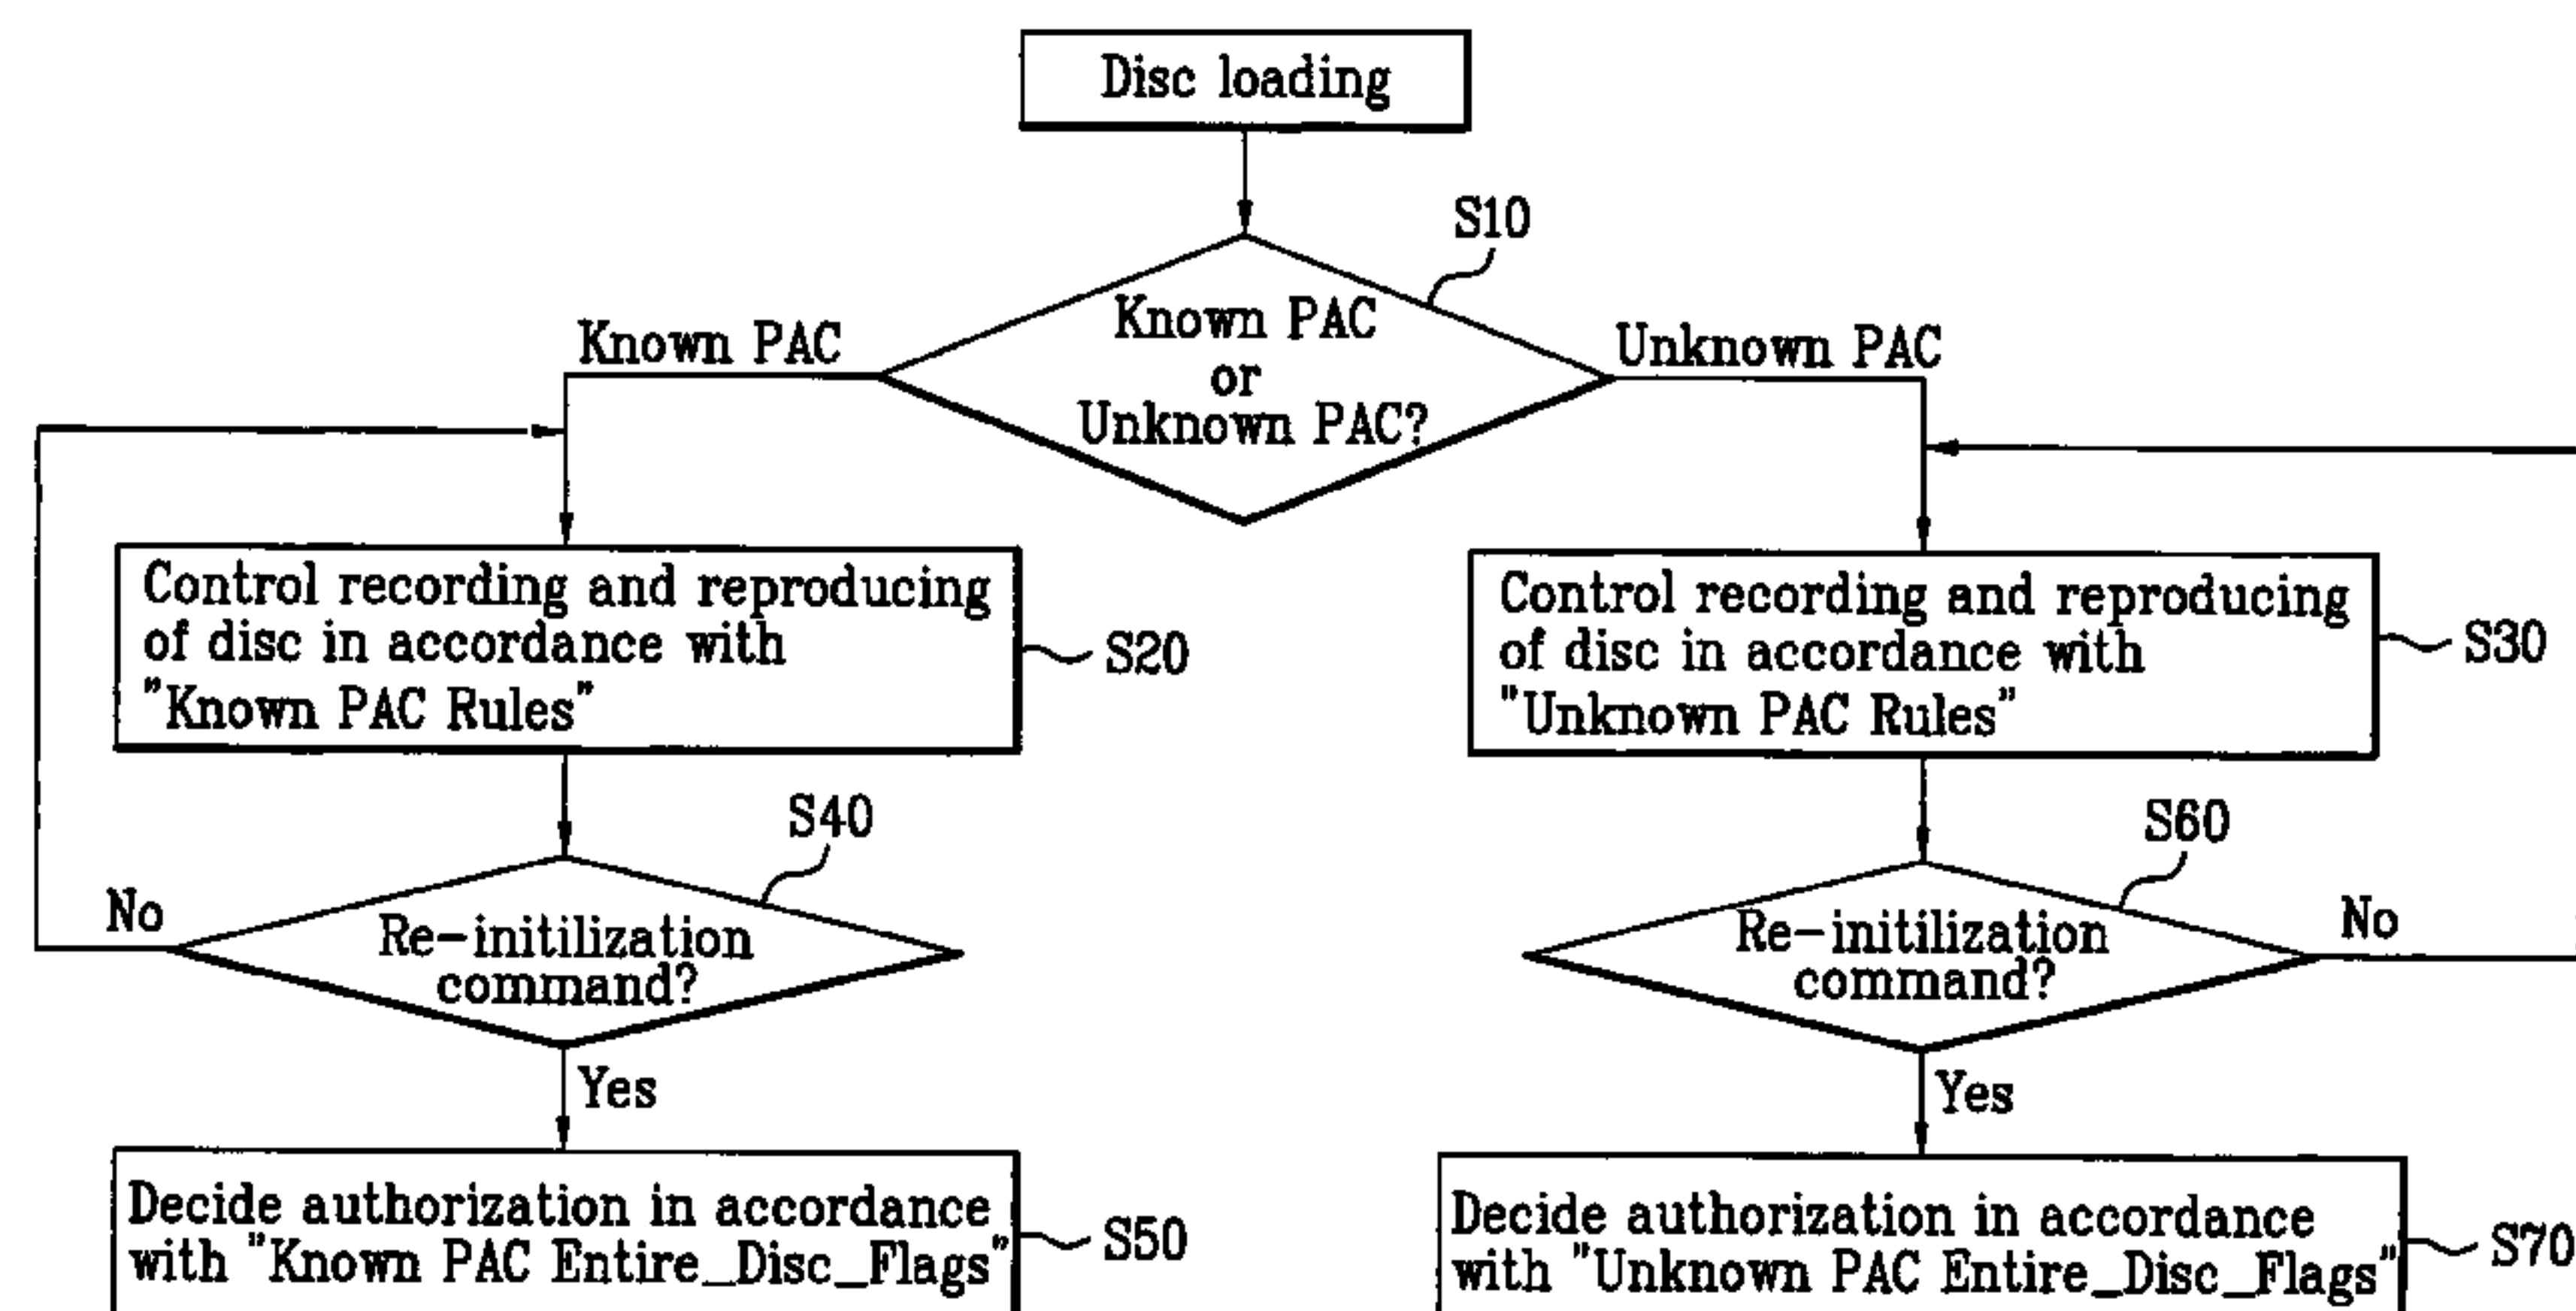 Disc loading
S10
Known PAC
or
Unknown PAC?
Known PAC
Unknown PAC
Control recording and reproducing
of disc in accordance with
"Known PAC Rules"
S20
Control recording and reproducing
of disc in accordance with
"Unknown PAC Rules"
S30
S40
Re-initilization
command?
No
Yes
S60
Re-initilization
command?
No
Yes
Decide authorization in accordance
with "Known PAC Entire_Disc_Flags"
S50
Decide authorization in accordance
with "Unknown PAC Entire_Disc_Flags"
S70